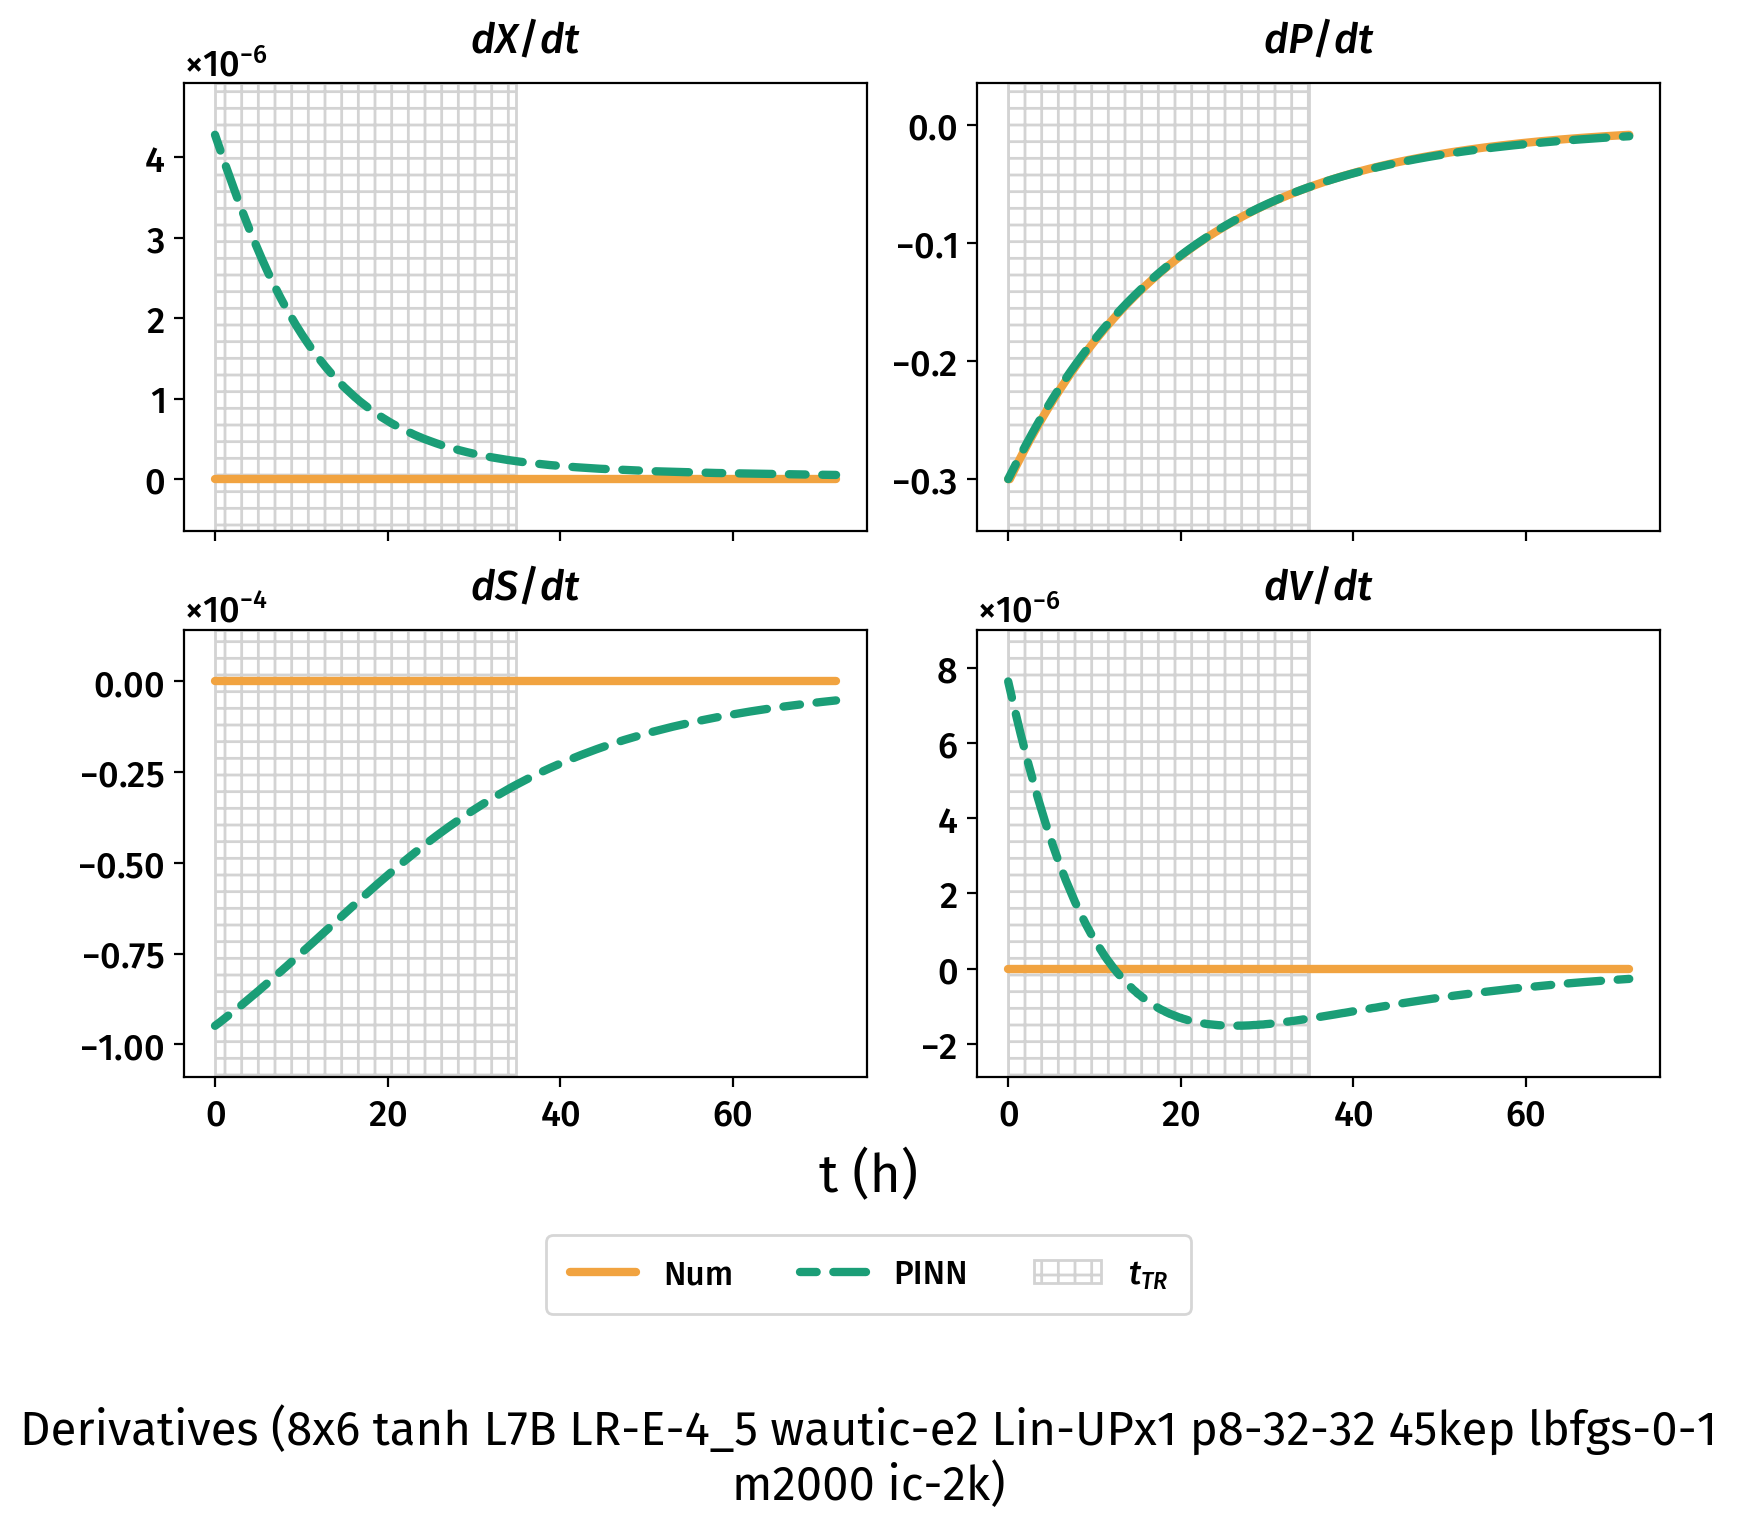 dX/dt
dP/dt
×10⁻⁶
4
3
2
1
0
0.0
−0.1
−0.2
−0.3
dS/dt
dV/dt
×10⁻⁴
×10⁻⁶
0.00
−0.25
−0.50
−0.75
−1.00
8
6
4
2
0
−2
0 20 40 60
0 20 40 60
t (h)
Num PINN t_TR
Derivatives (8x6 tanh L7B LR-E-4_5 wautic-e2 Lin-UPx1 p8-32-32 45kep lbfgs-0-1
m2000 ic-2k)